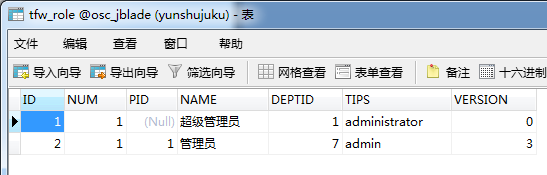 tfw_role @osc_jblade (yunshujuku) - 表
文件 编辑 查看 窗口 帮助
导入向导 导出向导 筛选向导 网格查看 表单查看 备注 十六进制
ID NUM PID NAME DEPTID TIPS VERSION
1 1 (Null) 超级管理员 1 administrator 0
2 1 1 管理员 7 admin 3